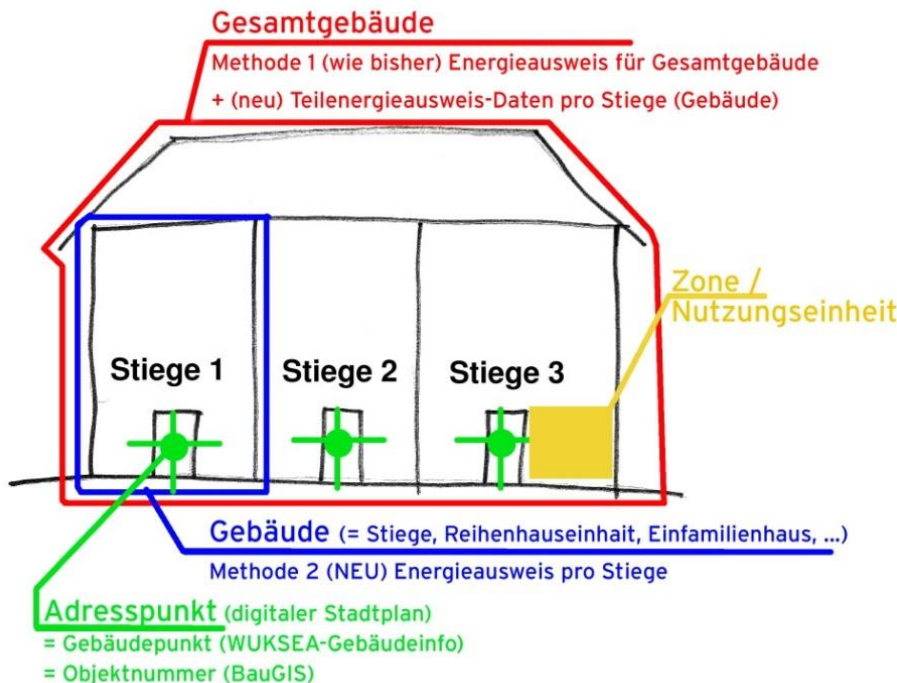 Gesamtgebäude
Methode 1 (wie bisher) Energieausweis für Gesamtgebäude
+ (neu) Teilenergieausweis-Daten pro Stiege (Gebäude)
Zone /
Nutzungseinheit
Stiege 1
Stiege 2
Stiege 3
Gebäude (= Stiege, Reihenhauseinhait, Einfamilienhaus, ...)
Methode 2 (NEU) Energieausweis pro Stiege
Adresspunkt (digitaler Stadtplan)
= Gebäudepunkt (WUKSEA-Gebäudeinfo)
= Objektnummer (BauGIS)